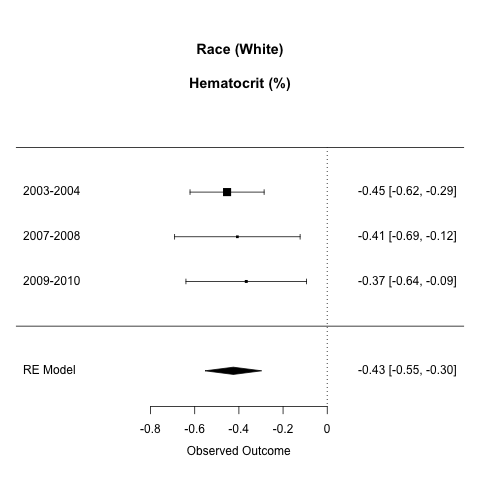 Race (White)
Hematocrit (%)
2003-2004 -0.45 [-0.62, -0.29]
2007-2008 -0.41 [-0.69, -0.12]
2009-2010 -0.37 [-0.64, -0.09]
RE Model -0.43 [-0.55, -0.30]
-0.8 -0.6 -0.4 -0.2 0
Observed Outcome